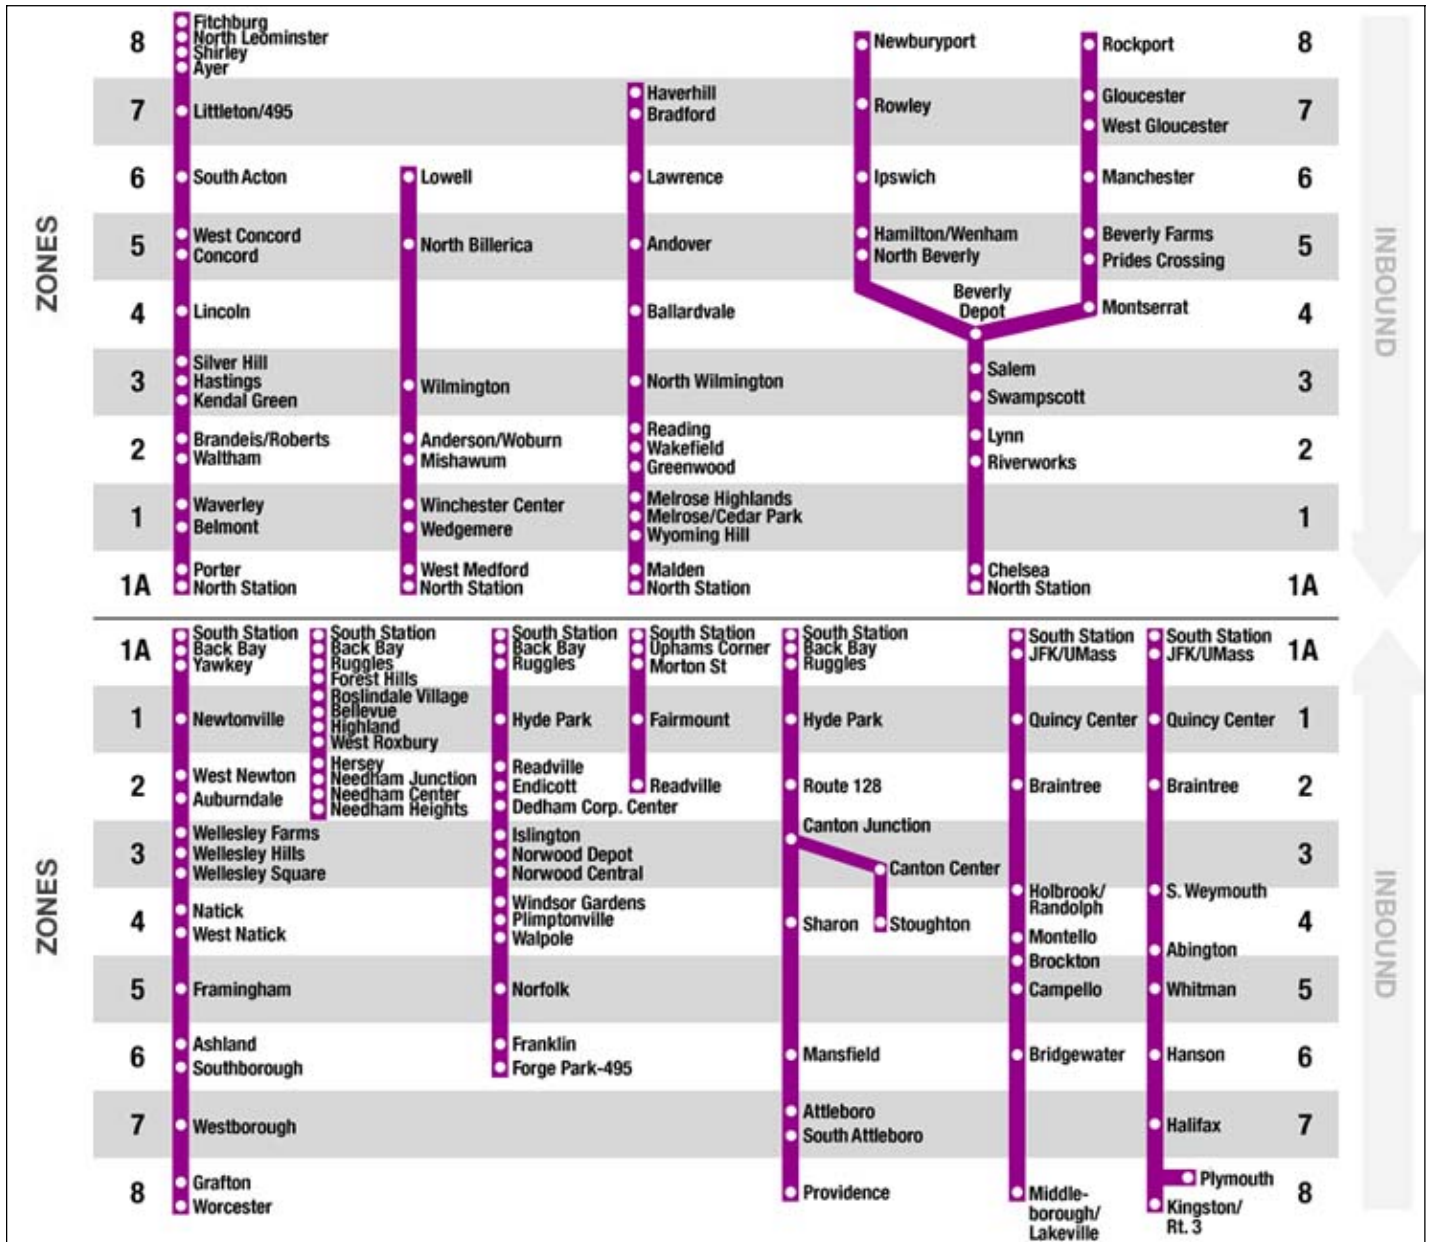 8
Fitchburg
North Leominster
Shirley
Ayer
Newburyport
Rockport
8
7
Littleton/495
Haverhill
Bradford
Rowley
Gloucester
West Gloucester
7
6
South Acton
Lowell
Lawrence
Ipswich
Manchester
6
ZONES
5
West Concord
Concord
North Billerica
Andover
Hamilton/Wenham
North Beverly
Beverly Farms
Prides Crossing
5
INBOUND
4
Lincoln
Ballardvale
Beverly
Depot
Montserrat
4
3
Silver Hill
Hastings
Kendal Green
Wilmington
North Wilmington
Salem
Swampscott
3
2
Brandeis/Roberts
Waltham
Anderson/Woburn
Mishawum
Reading
Wakefield
Greenwood
Lynn
Riverworks
2
1
Waverley
Belmont
Winchester Center
Wedgemere
Melrose Highlands
Melrose/Cedar Park
Wyoming Hill
1
1A
Porter
North Station
West Medford
North Station
Malden
North Station
Chelsea
North Station
1A
1A
South Station
Back Bay
Yawkey
South Station
Back Bay
Ruggles
Forest Hills
South Station
Back Bay
Ruggles
South Station
Uphams Corner
Morton St
South Station
Back Bay
Ruggles
South Station
JFK/UMass
South Station
JFK/UMass
1A
1
Newtonville
Roslindale Village
Bellevue
Highland
West Roxbury
Hyde Park
Fairmount
Hyde Park
Quincy Center
Quincy Center
1
2
West Newton
Auburndale
Hersey
Needham Junction
Needham Center
Needham Heights
Readville
Endicott
Dedham Corp. Center
Readville
Route 128
Braintree
Braintree
2
3
Wellesley Farms
Wellesley Hills
Wellesley Square
Islington
Norwood Depot
Norwood Central
Canton Junction
Canton Center
3
ZONES
4
Natick
West Natick
Windsor Gardens
Plimptonville
Walpole
Sharon
Stoughton
Holbrook/
Randolph
Montello
S. Weymouth
Abington
4
INBOUND
5
Framingham
Norfolk
Brockton
Campello
Whitman
5
6
Ashland
Southborough
Franklin
Forge Park-495
Mansfield
Bridgewater
Hanson
6
7
Westborough
Attleboro
South Attleboro
Halifax
7
8
Grafton
Worcester
Providence
Middle-
borough/
Lakeville
Plymouth
Kingston/
Rt. 3
8